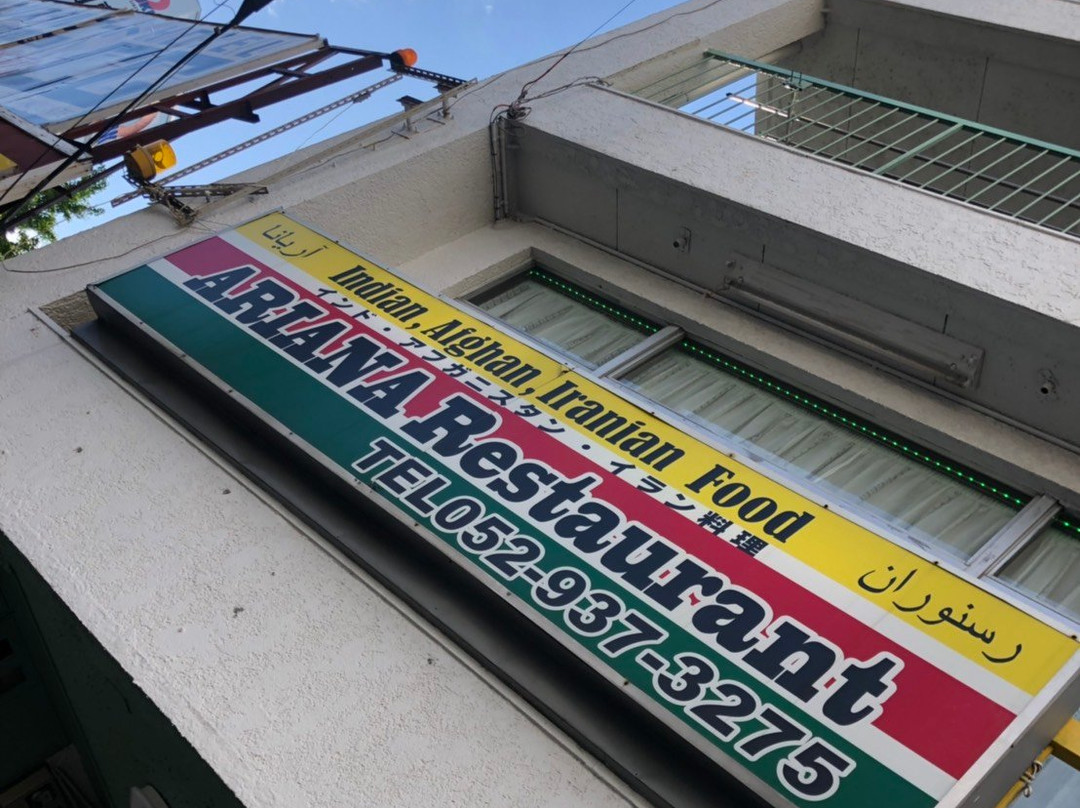 آریانا
Indian, Afghan, Iranian Food
رسنوران
インド・アフガニスタン・イラン料理
ARIANA Restaurant
TEL052-937-3275